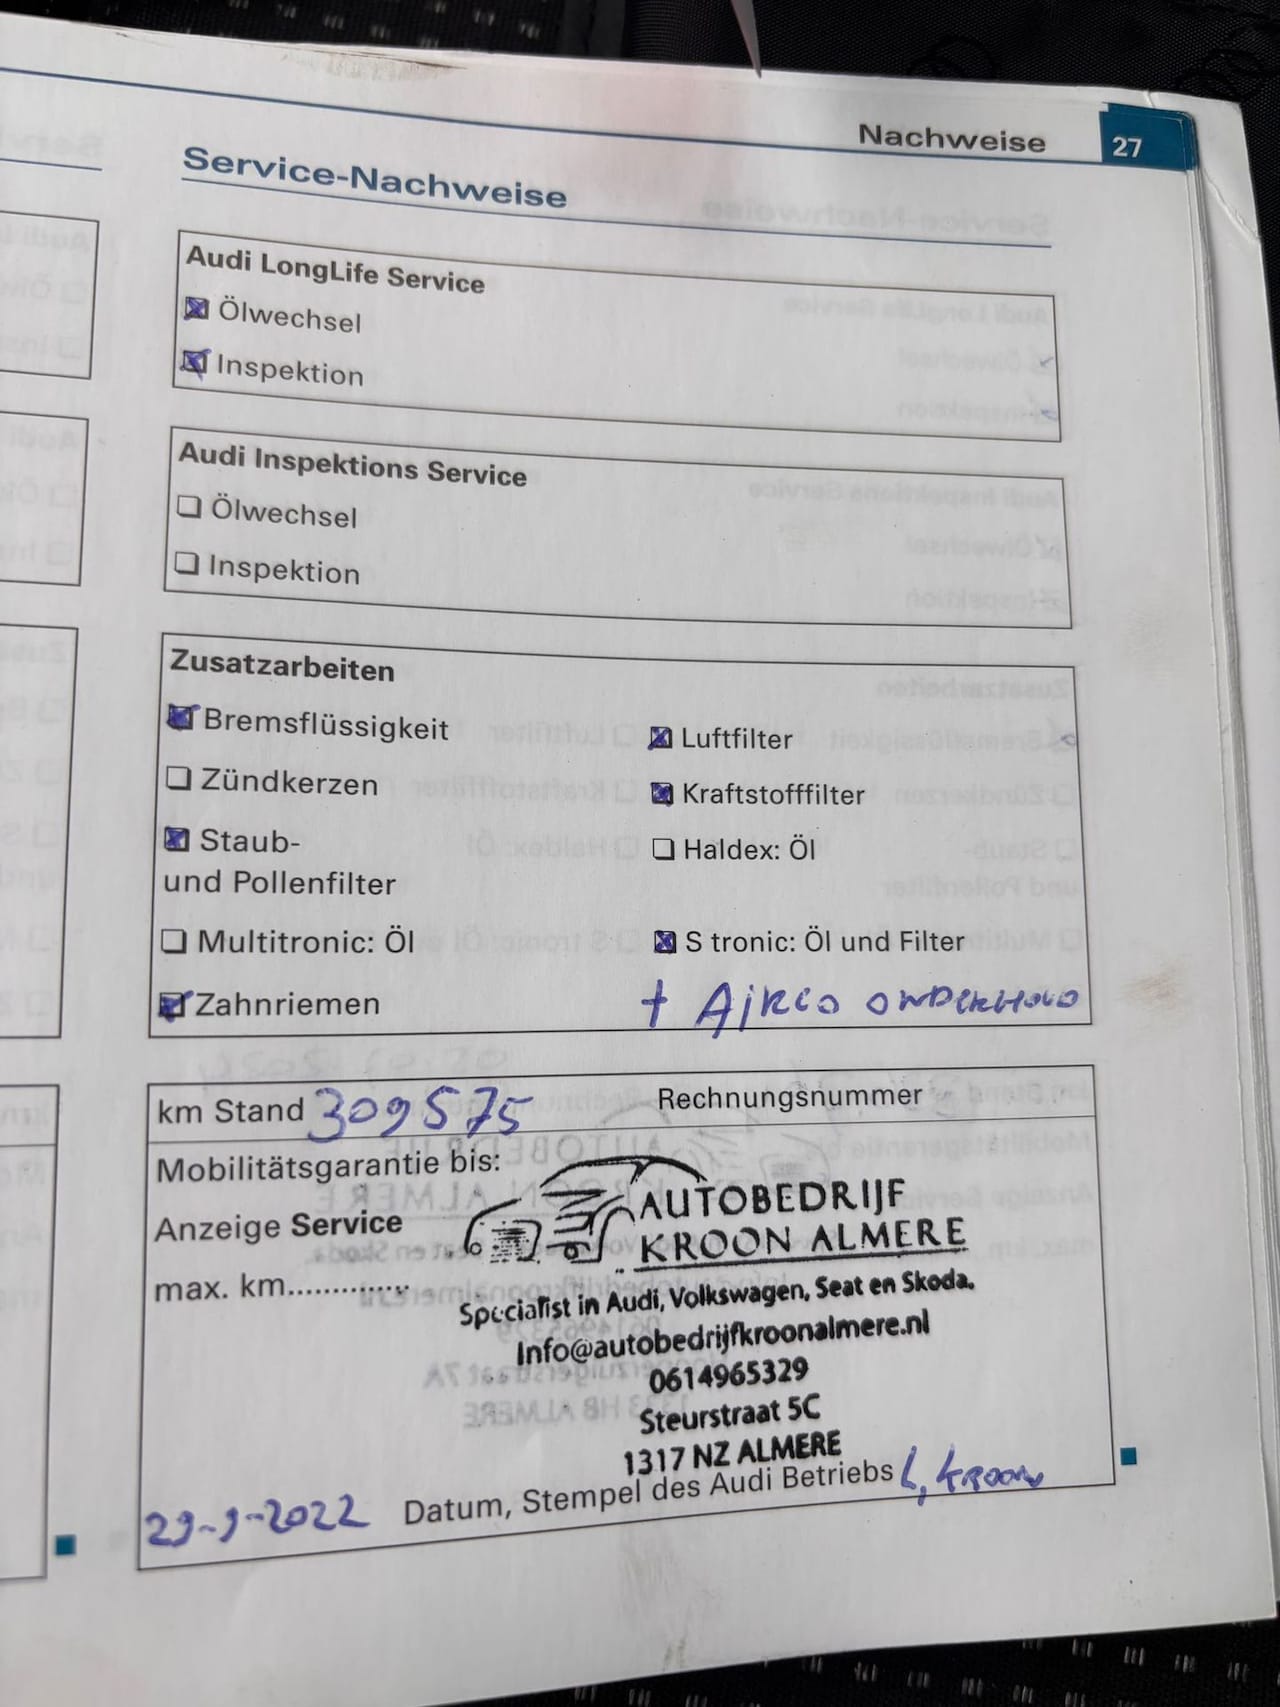 Nachweise 27
Service-Nachweise
Audi LongLife Service
Ölwechsel
Inspektion
Audi Inspektions Service
Ölwechsel
Inspektion
Zusatzarbeiten
Bremsflüssigkeit
Luftfilter
Zündkerzen
Kraftstofffilter
Staub-
und Pollenfilter
Haldex: Öl
Multitronic: Öl
S tronic: Öl und Filter
Zahnriemen
+ Airco onderhoud
km Stand 309575
Rechnungsnummer
Mobilitätsgarantie bis:
Anzeige Service
max. km.............
AUTOBEDRIJF
KROON ALMERE
Specialist in Audi, Volkswagen, Seat en Skoda.
Info@autobedrijfkroonalmere.nl
0614965329
Steurstraat 5C
1317 NZ ALMERE
29-9-2022 Datum, Stempel des Audi Betriebs L, Kroon